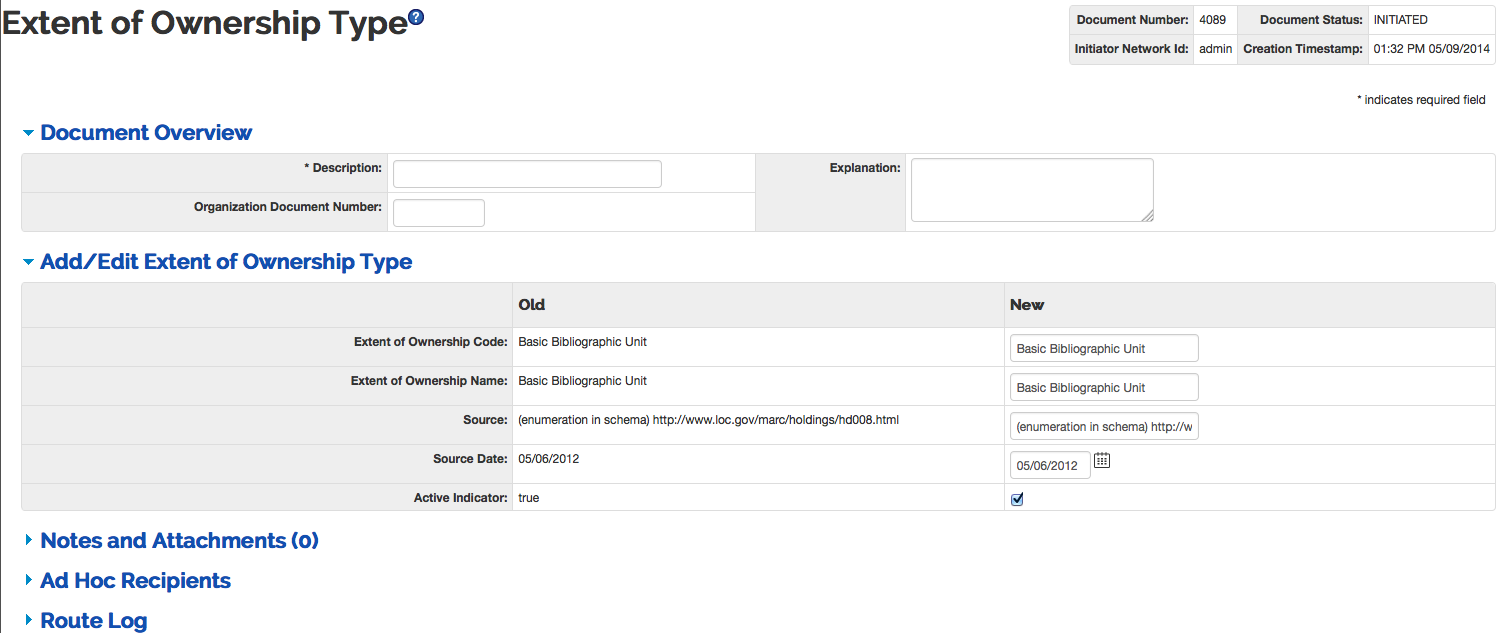 Extent of Ownership Type?
Document Number: 4089 Document Status: INITIATED
Initiator Network Id: admin Creation Timestamp: 01:32 PM 05/09/2014
* indicates required field
Document Overview
* Description: Explanation:
Organization Document Number:
Add/Edit Extent of Ownership Type
Old New
Extent of Ownership Code: Basic Bibliographic Unit Basic Bibliographic Unit
Extent of Ownership Name: Basic Bibliographic Unit Basic Bibliographic Unit
Source: (enumeration in schema) http://www.loc.gov/marc/holdings/hd008.html (enumeration in schema) http://w
Source Date: 05/06/2012 05/06/2012
Active Indicator: true
Notes and Attachments (0)
Ad Hoc Recipients
Route Log